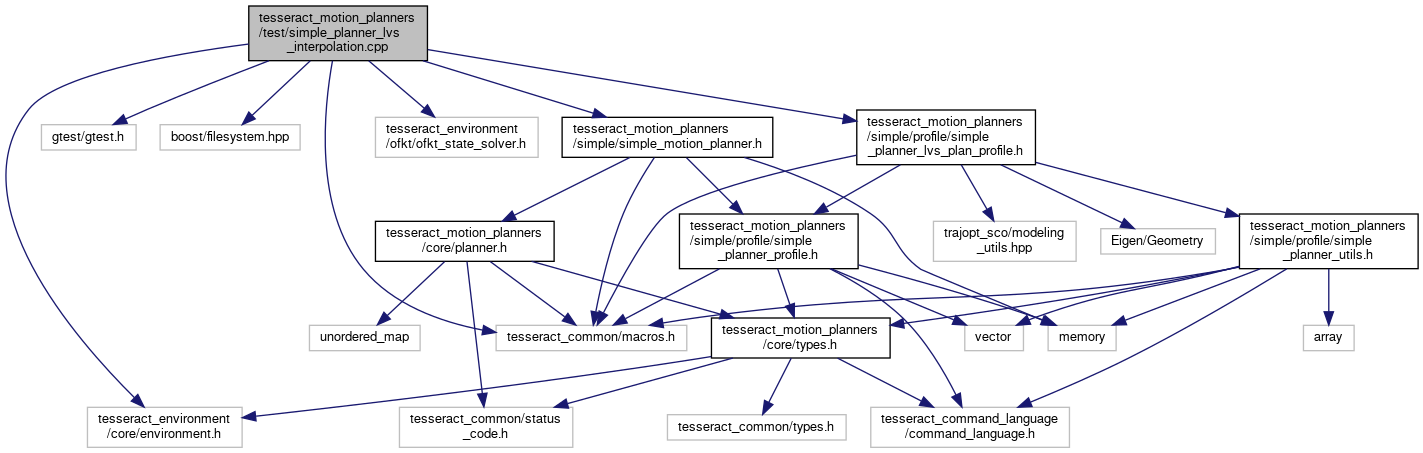 tesseract_motion_planners
/test/simple_planner_lvs
_interpolation.cpp
gtest/gtest.h
boost/filesystem.hpp
tesseract_environment
/ofkt/ofkt_state_solver.h
tesseract_motion_planners
/simple/simple_motion_planner.h
tesseract_motion_planners
/simple/profile/simple
_planner_lvs_plan_profile.h
tesseract_motion_planners
/core/planner.h
tesseract_motion_planners
/simple/profile/simple
_planner_profile.h
trajopt_sco/modeling
_utils.hpp
Eigen/Geometry
tesseract_motion_planners
/simple/profile/simple
_planner_utils.h
unordered_map
tesseract_common/macros.h
tesseract_motion_planners
/core/types.h
vector
memory
array
tesseract_environment
/core/environment.h
tesseract_common/status
_code.h
tesseract_common/types.h
tesseract_command_language
/command_language.h